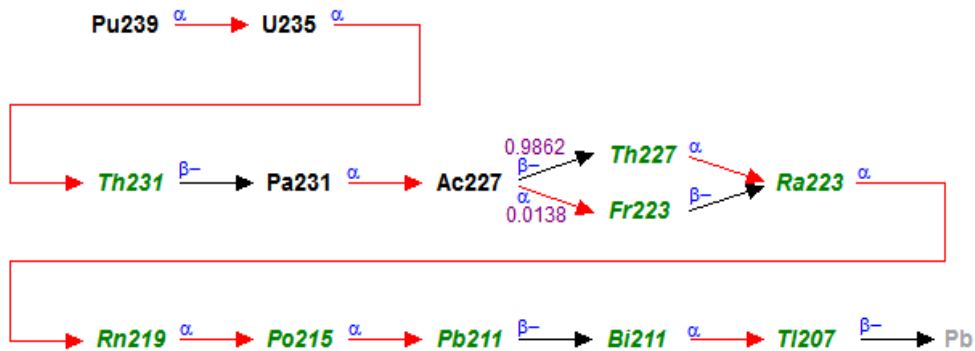 Pu239 α U235 α
0.9862
Th227 α
Th231 β− Pa231 α Ac227 β− Ra223 α
α
Fr223 β−
0.0138
Rn219 α Po215 α Pb211 β− Bi211 α Tl207 β− Pb